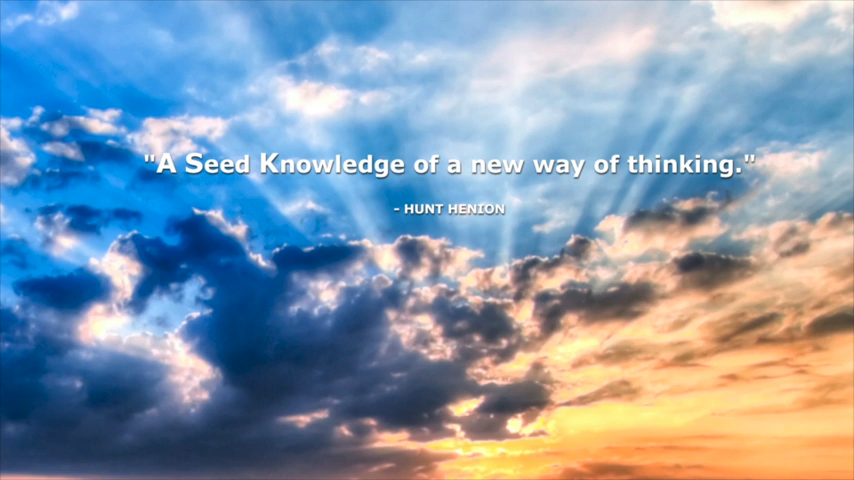 "A Seed Knowledge of a new way of thinking."
- HUNT HENION